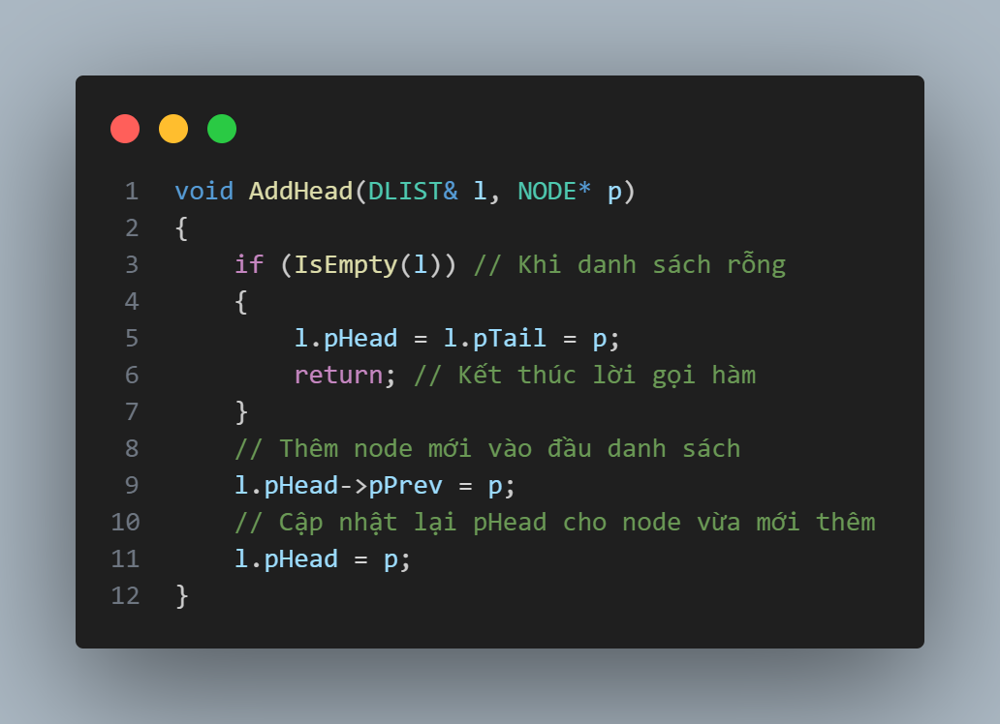 1 void AddHead(DLIST& l, NODE* p)
2 {
3     if (IsEmpty(l)) // Khi danh sách rỗng
4     {
5         l.pHead = l.pTail = p;
6         return; // Kết thúc lời gọi hàm
7     }
8     // Thêm node mới vào đầu danh sách
9     l.pHead->pPrev = p;
10     // Cập nhật lại pHead cho node vừa mới thêm
11     l.pHead = p;
12 }